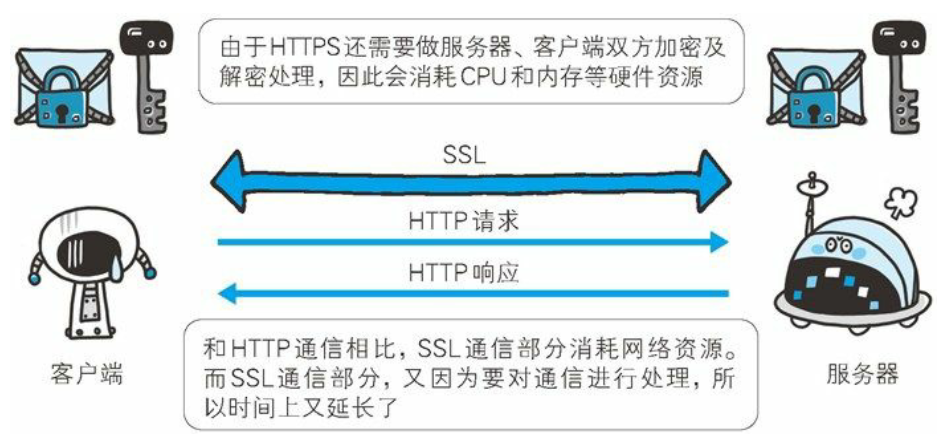 由于HTTPS还需要做服务器、客户端双方加密及
解密处理，因此会消耗CPU和内存等硬件资源
SSL
HTTP请求
HTTP响应
客户端
服务器
和HTTP通信相比，SSL通信部分消耗网络资源。
而SSL通信部分，又因为要对通信进行处理，所
以时间上又延长了